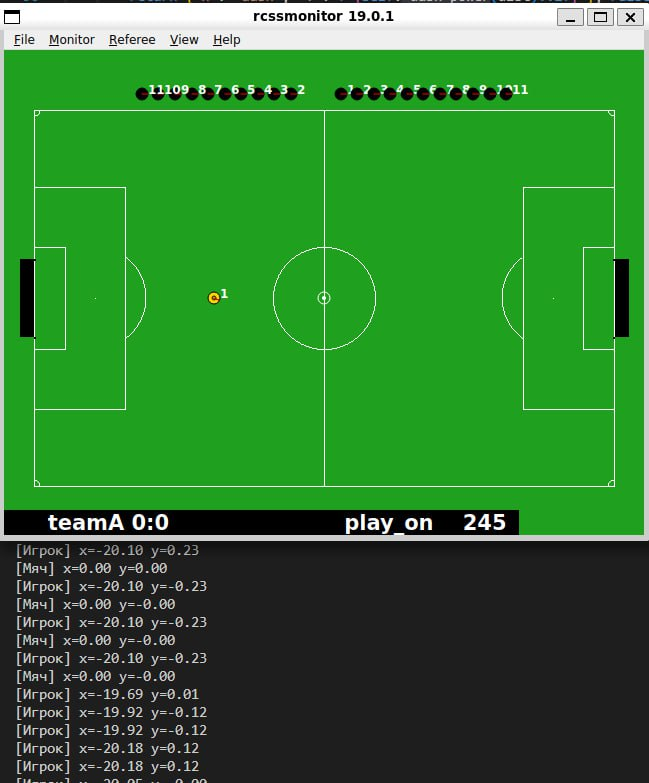 rcssmonitor 19.0.1
File Monitor Referee View Help
11109 8 7 6 5 4 3 2 1 2 3 4 5 6 7 8 9 1011
1
teamA 0:0 play_on 245
[Игрок] x=-20.10 y=0.23
[Мяч] x=0.00 y=0.00
[Игрок] x=-20.10 y=-0.23
[Мяч] x=0.00 y=-0.00
[Игрок] x=-20.10 y=-0.23
[Мяч] x=0.00 y=-0.00
[Игрок] x=-20.10 y=-0.23
[Мяч] x=0.00 y=-0.00
[Игрок] x=-19.69 y=0.01
[Игрок] x=-19.92 y=-0.12
[Игрок] x=-19.92 y=-0.12
[Игрок] x=-20.18 y=0.12
[Игрок] x=-20.18 y=0.12